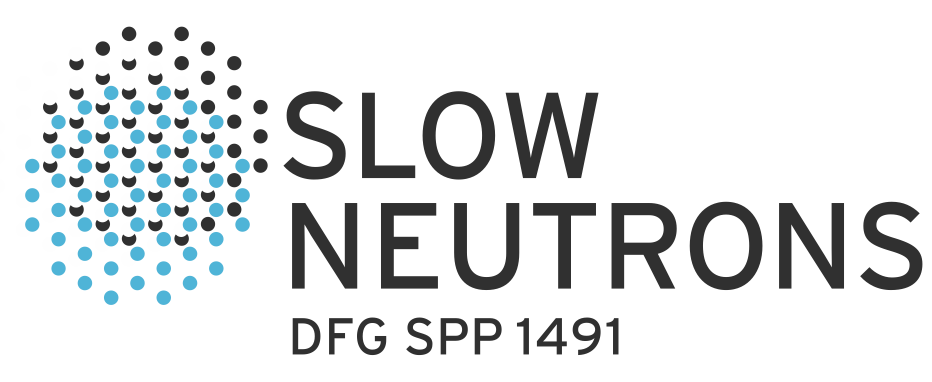 SLOW
NEUTRONS
DFG SPP 1491